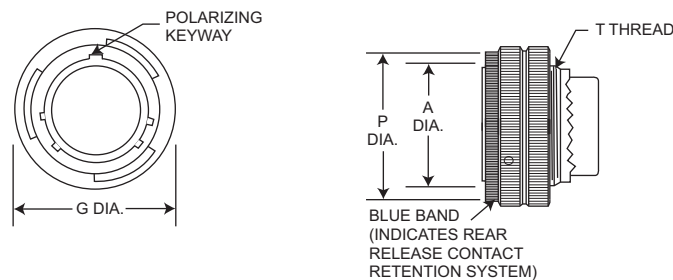 POLARIZING
KEYWAY
G DIA.
T THREAD
P
DIA.
A
DIA.
BLUE BAND
(INDICATES REAR
RELEASE CONTACT
RETENTION SYSTEM)